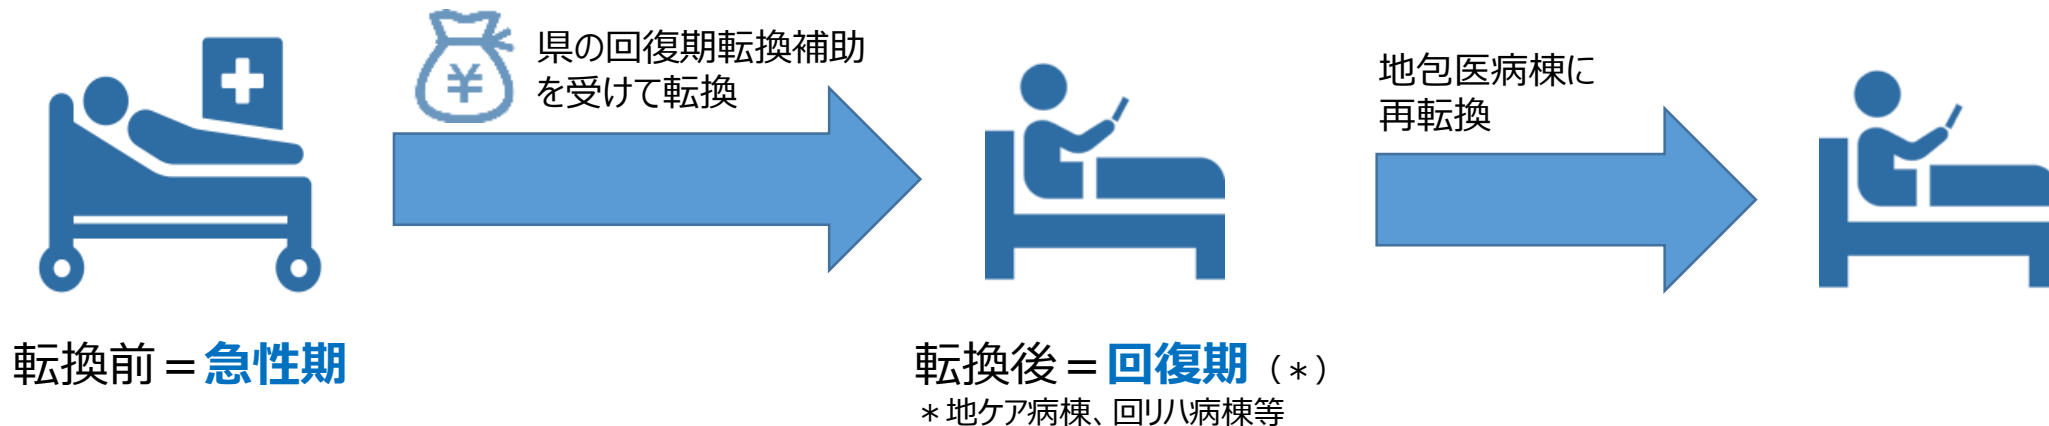 県の回復期転換補助
を受けて転換
¥
地包医病棟に
再転換
転換前＝急性期
転換後＝回復期（＊）
＊地ケア病棟、回リハ病棟等